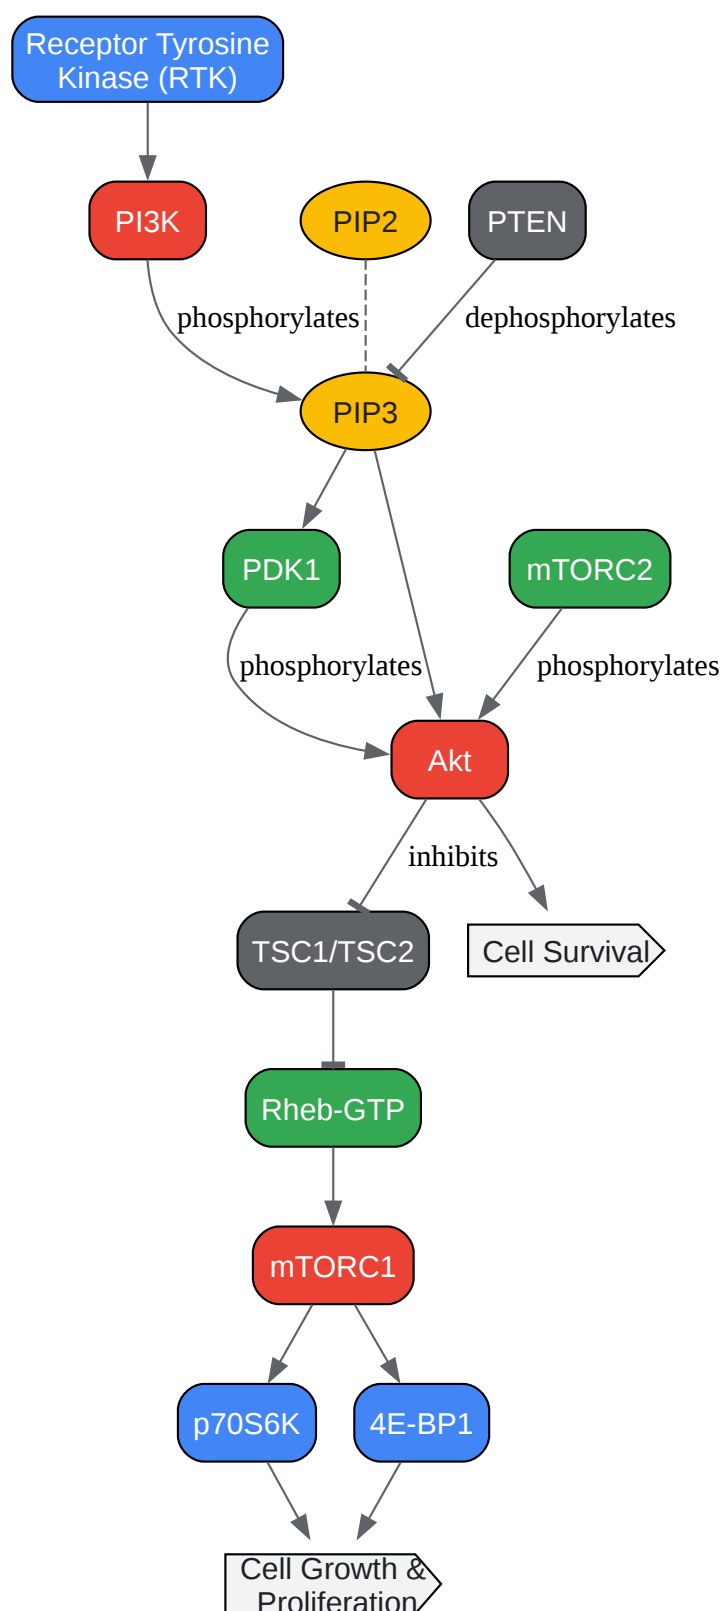 Receptor Tyrosine
Kinase (RTK)
PI3K
PIP2
PTEN
phosphorylates
dephosphorylates
PIP3
PDK1
mTORC2
phosphorylates
phosphorylates
Akt
inhibits
TSC1/TSC2
Cell Survival
Rheb-GTP
mTORC1
p70S6K
4E-BP1
Cell Growth &
Proliferation